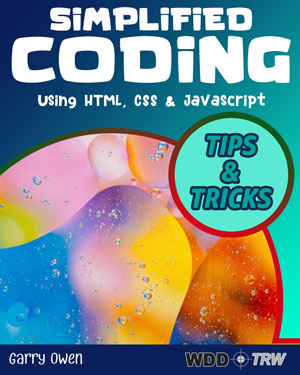 SiMPLiFiED
CODiNG
Using HTML, CSS & Javascript
TIPS
&
TRICKS
Garry Owen
WDD TRW